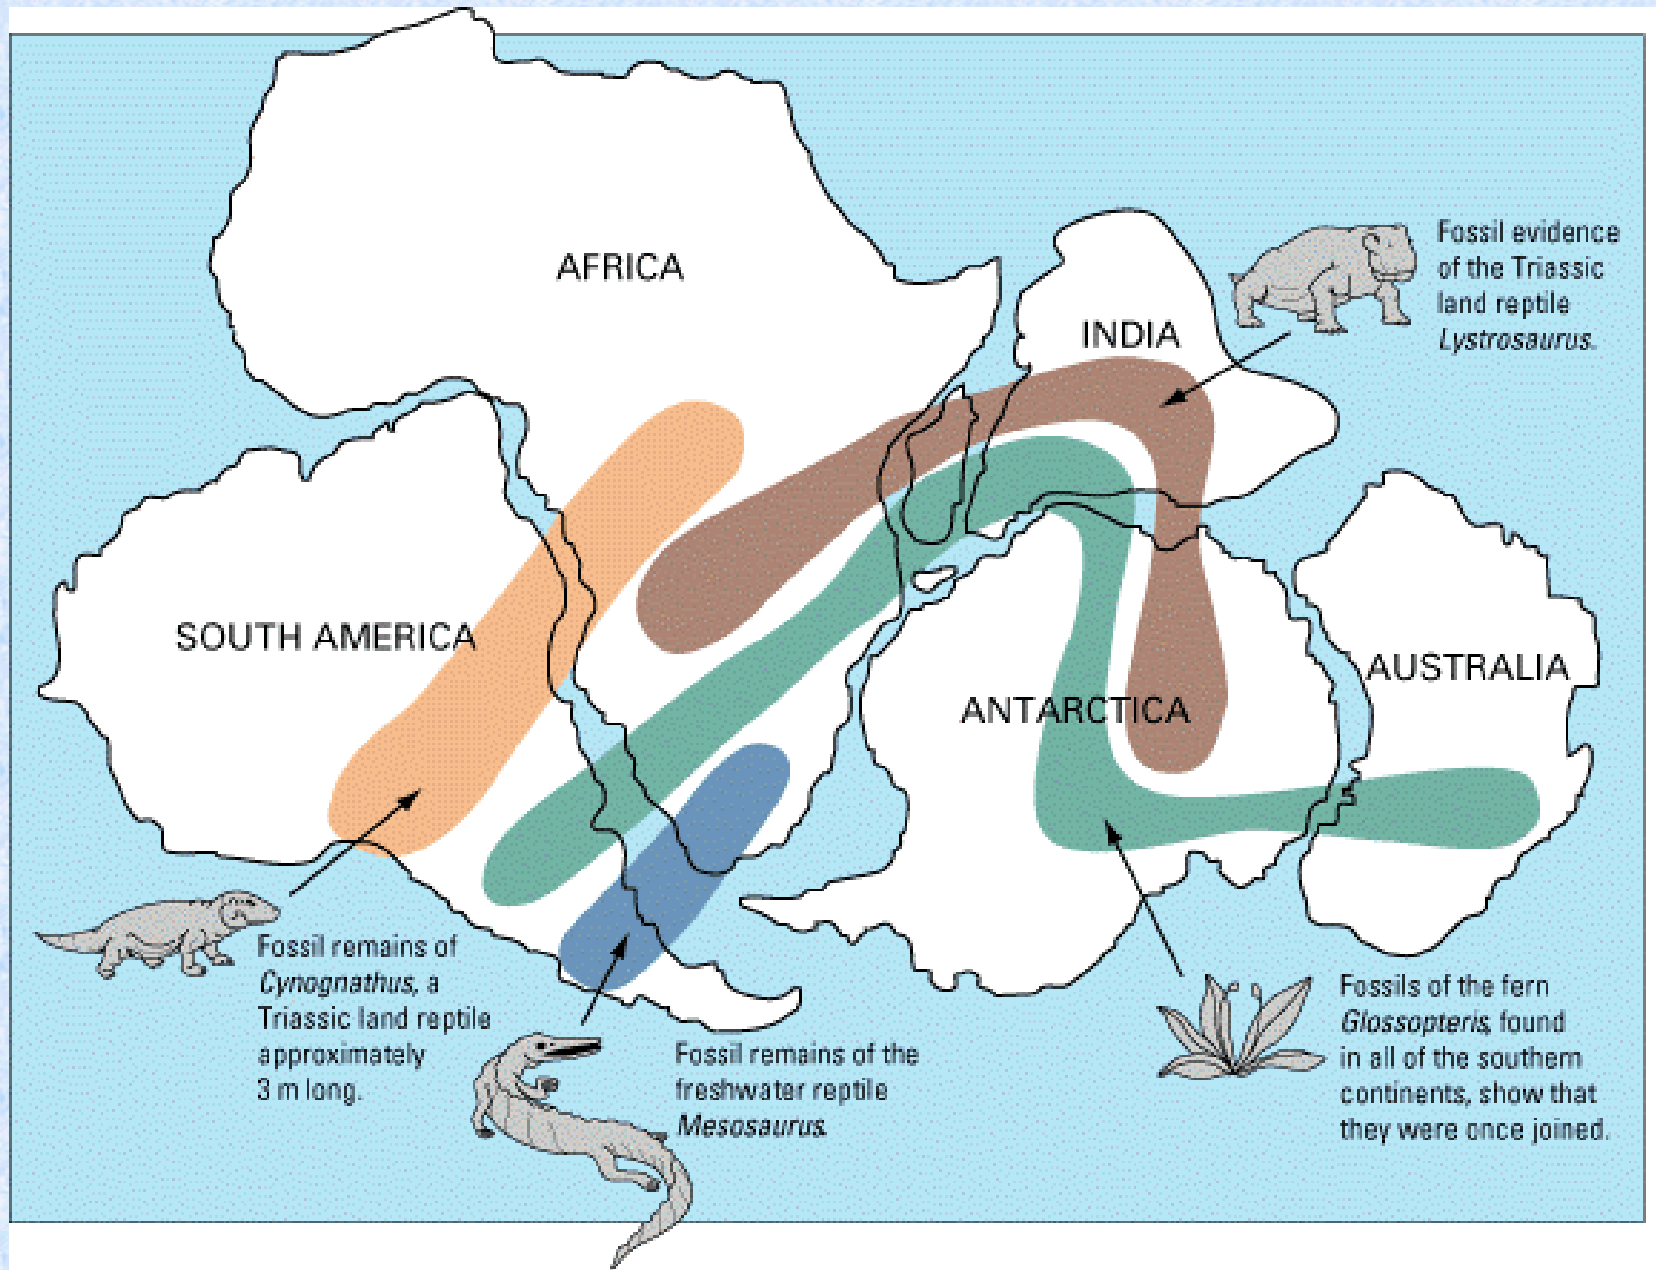 AFRICA
INDIA
Fossil evidence
of the Triassic
land reptile
Lystrosaurus.
SOUTH AMERICA
ANTARCTICA
AUSTRALIA
Fossil remains of
Cynognathus, a
Triassic land reptile
approximately
3 m long.
Fossil remains of the
freshwater reptile
Mesosaurus.
Fossils of the fern
Glossopteris, found
in all of the southern
continents, show that
they were once joined.